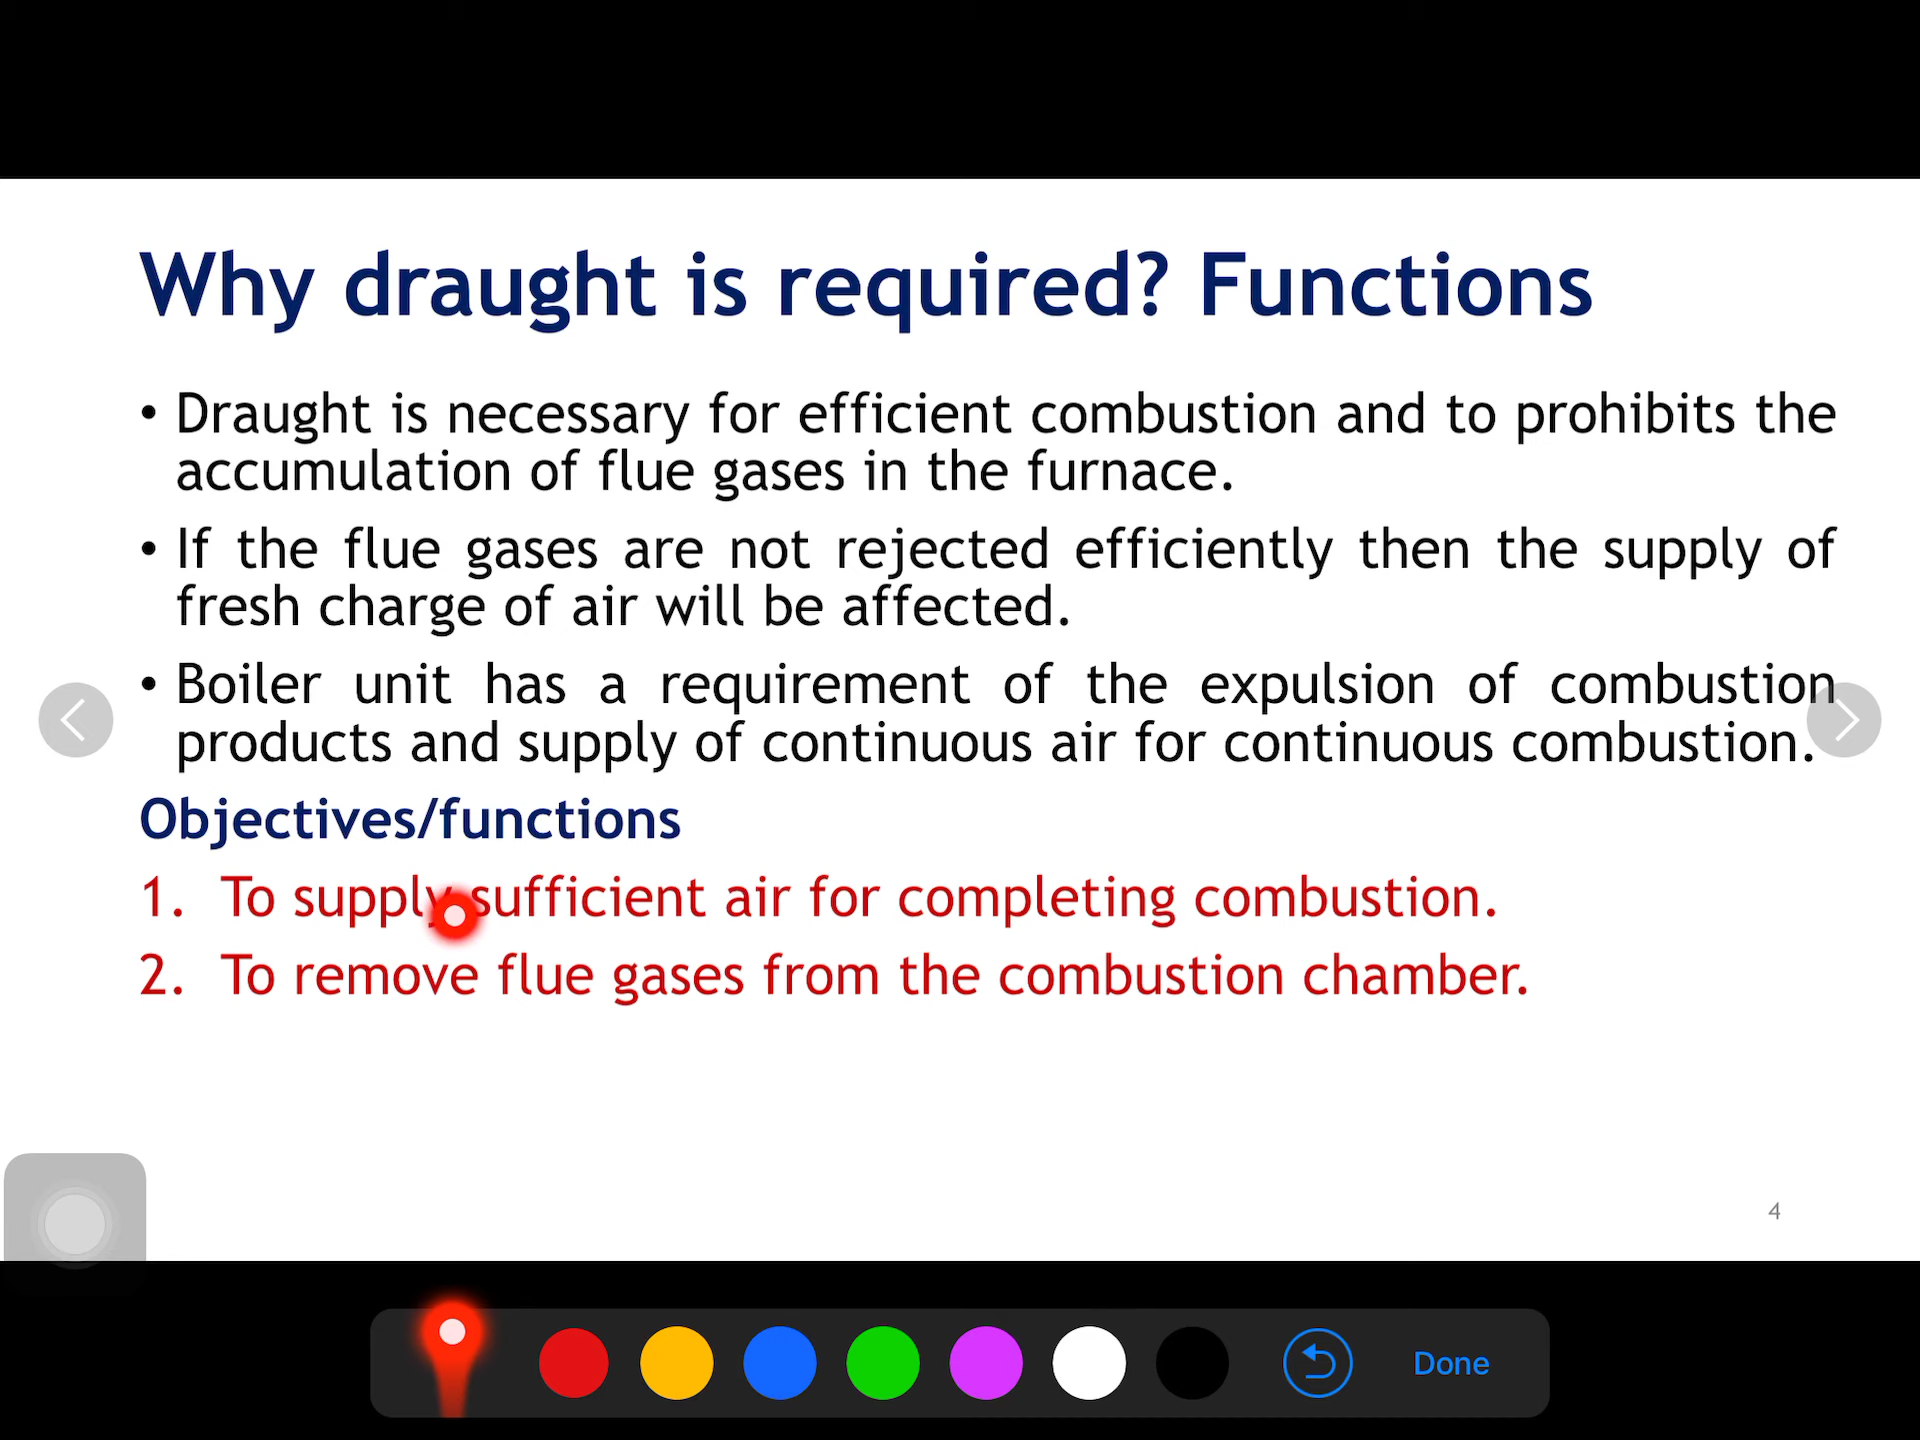 Why draught is required? Functions
• Draught is necessary for efficient combustion and to prohibits the
accumulation of flue gases in the furnace.
• If the flue gases are not rejected efficiently then the supply of
fresh charge of air will be affected.
• Boiler unit has a requirement of the expulsion of combustion
products and supply of continuous air for continuous combustion.
Objectives/functions
1. To supply sufficient air for completing combustion.
2. To remove flue gases from the combustion chamber.
4
Done